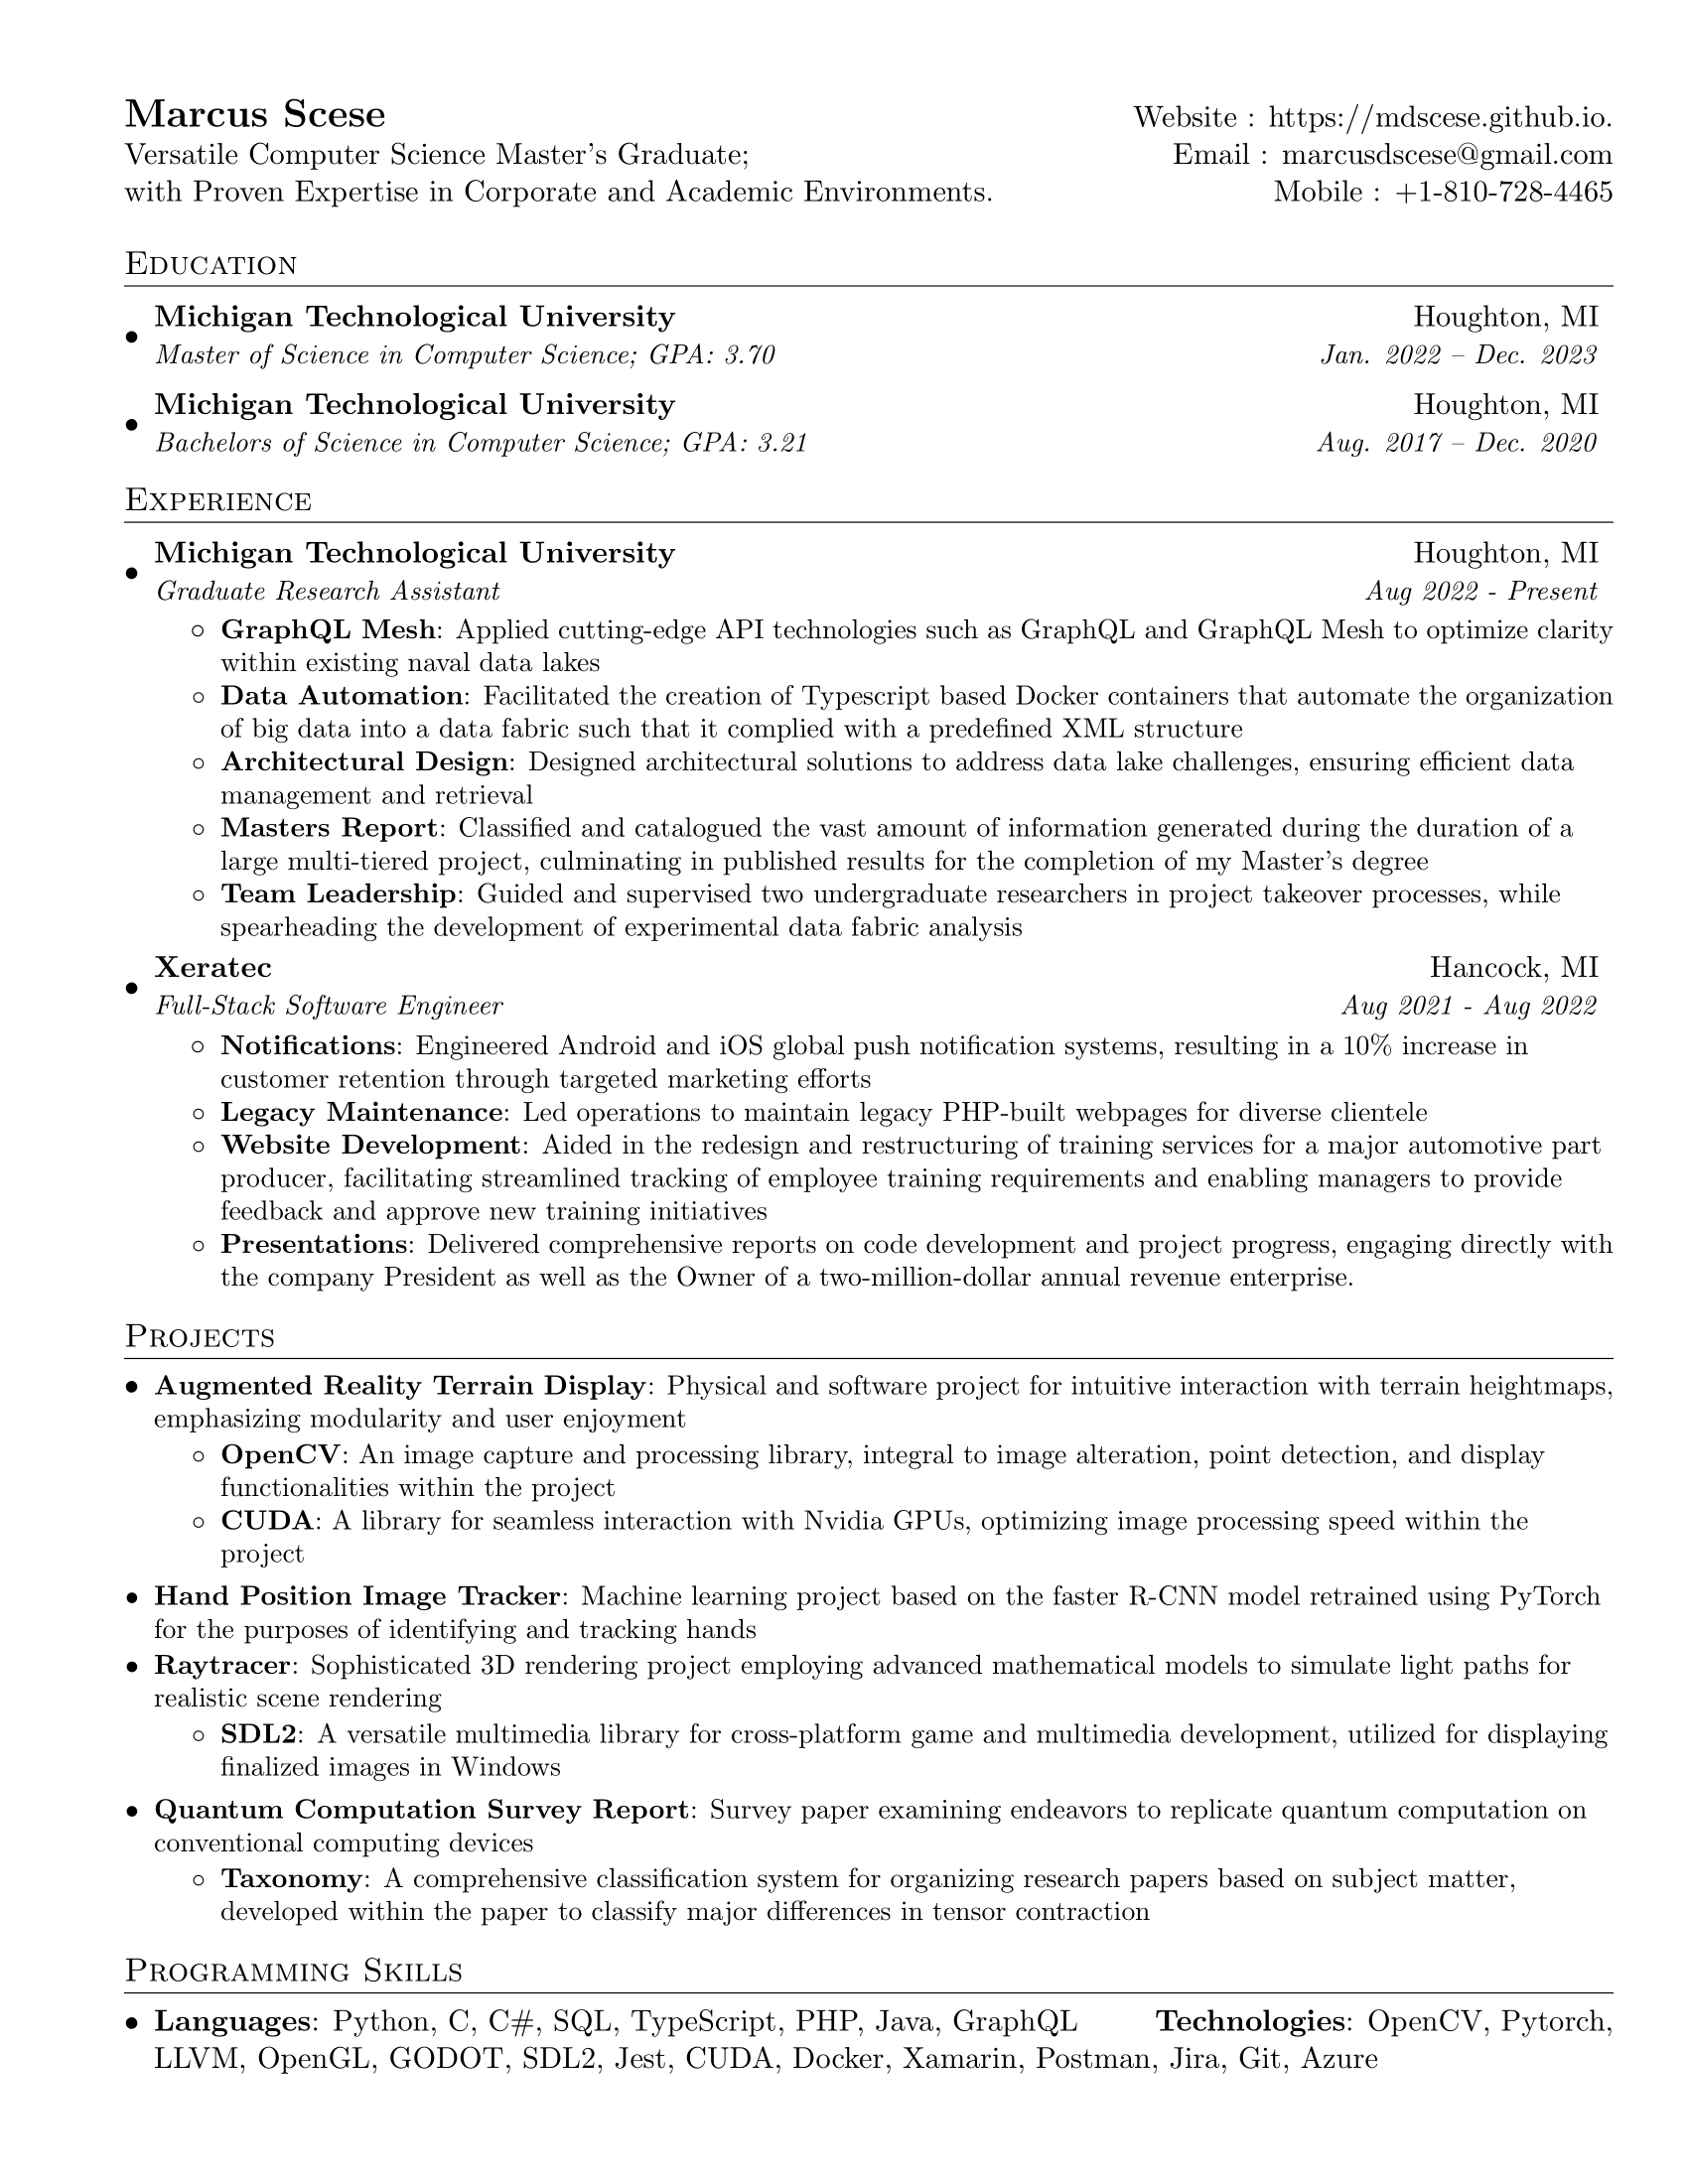 Marcus Scese
Website : https://mdscese.github.io.
Versatile Computer Science Master's Graduate;
Email : marcusdscese@gmail.com
with Proven Expertise in Corporate and Academic Environments.
Mobile : +1-810-728-4465
Education
• Michigan Technological University Houghton, MI
Master of Science in Computer Science; GPA: 3.70 Jan. 2022 – Dec. 2023
• Michigan Technological University Houghton, MI
Bachelors of Science in Computer Science; GPA: 3.21 Aug. 2017 – Dec. 2020
Experience
• Michigan Technological University Houghton, MI
Graduate Research Assistant Aug 2022 - Present
◦ GraphQL Mesh: Applied cutting-edge API technologies such as GraphQL and GraphQL Mesh to optimize clarity
within existing naval data lakes
◦ Data Automation: Facilitated the creation of Typescript based Docker containers that automate the organization
of big data into a data fabric such that it complied with a predefined XML structure
◦ Architectural Design: Designed architectural solutions to address data lake challenges, ensuring efficient data
management and retrieval
◦ Masters Report: Classified and catalogued the vast amount of information generated during the duration of a
large multi-tiered project, culminating in published results for the completion of my Master's degree
◦ Team Leadership: Guided and supervised two undergraduate researchers in project takeover processes, while
spearheading the development of experimental data fabric analysis
• Xeratec Hancock, MI
Full-Stack Software Engineer Aug 2021 - Aug 2022
◦ Notifications: Engineered Android and iOS global push notification systems, resulting in a 10% increase in
customer retention through targeted marketing efforts
◦ Legacy Maintenance: Led operations to maintain legacy PHP-built webpages for diverse clientele
◦ Website Development: Aided in the redesign and restructuring of training services for a major automotive part
producer, facilitating streamlined tracking of employee training requirements and enabling managers to provide
feedback and approve new training initiatives
◦ Presentations: Delivered comprehensive reports on code development and project progress, engaging directly with
the company President as well as the Owner of a two-million-dollar annual revenue enterprise.
Projects
• Augmented Reality Terrain Display: Physical and software project for intuitive interaction with terrain heightmaps,
emphasizing modularity and user enjoyment
◦ OpenCV: An image capture and processing library, integral to image alteration, point detection, and display
functionalities within the project
◦ CUDA: A library for seamless interaction with Nvidia GPUs, optimizing image processing speed within the
project
• Hand Position Image Tracker: Machine learning project based on the faster R-CNN model retrained using PyTorch
for the purposes of identifying and tracking hands
• Raytracer: Sophisticated 3D rendering project employing advanced mathematical models to simulate light paths for
realistic scene rendering
◦ SDL2: A versatile multimedia library for cross-platform game and multimedia development, utilized for displaying
finalized images in Windows
• Quantum Computation Survey Report: Survey paper examining endeavors to replicate quantum computation on
conventional computing devices
◦ Taxonomy: A comprehensive classification system for organizing research papers based on subject matter,
developed within the paper to classify major differences in tensor contraction
Programming Skills
• Languages: Python, C, C#, SQL, TypeScript, PHP, Java, GraphQL Technologies: OpenCV, Pytorch,
LLVM, OpenGL, GODOT, SDL2, Jest, CUDA, Docker, Xamarin, Postman, Jira, Git, Azure